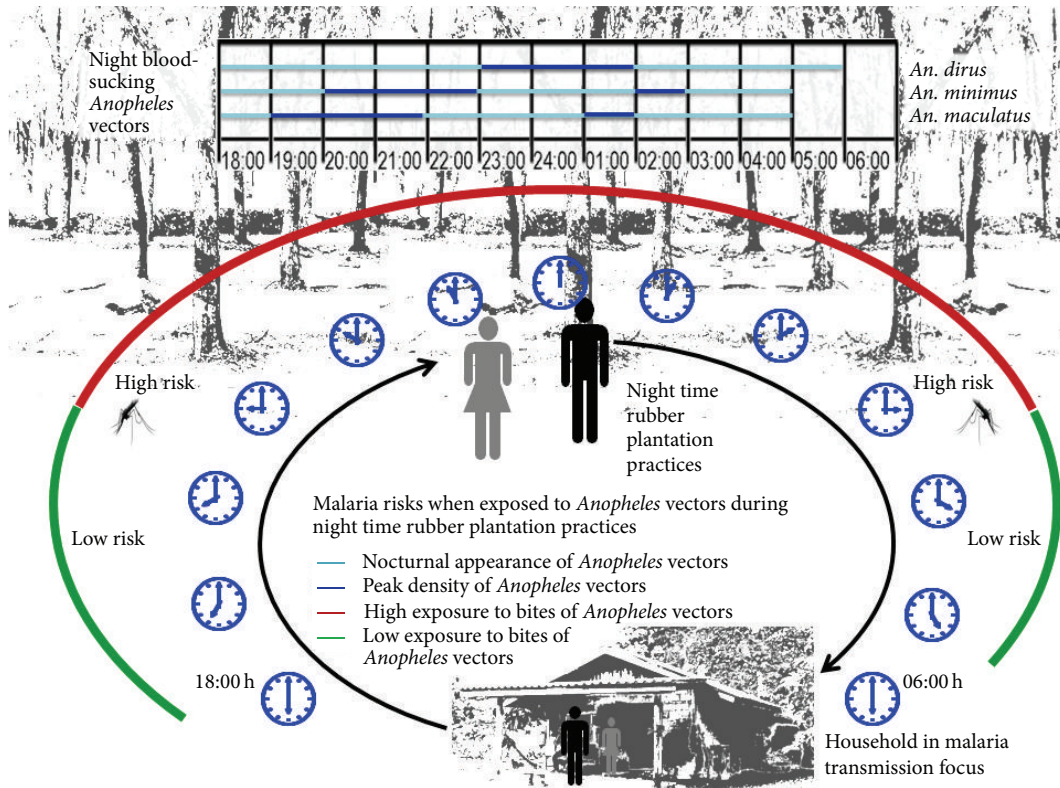 Night blood-
sucking
Anopheles
vectors
An. dirus
An. minimus
An. maculatus
18:00 19:00 20:00 21:00 22:00 23:00 24:00 01:00 02:00 03:00 04:00 05:00 06:00
High risk
High risk
Night time
rubber
plantation
practices
Low risk
Low risk
Malaria risks when exposed to Anopheles vectors during
night time rubber plantation practices
Nocturnal appearance of Anopheles vectors
Peak density of Anopheles vectors
High exposure to bites of Anopheles vectors
Low exposure to bites of
Anopheles vectors
18:00 h
06:00 h
Household in malaria
transmission focus